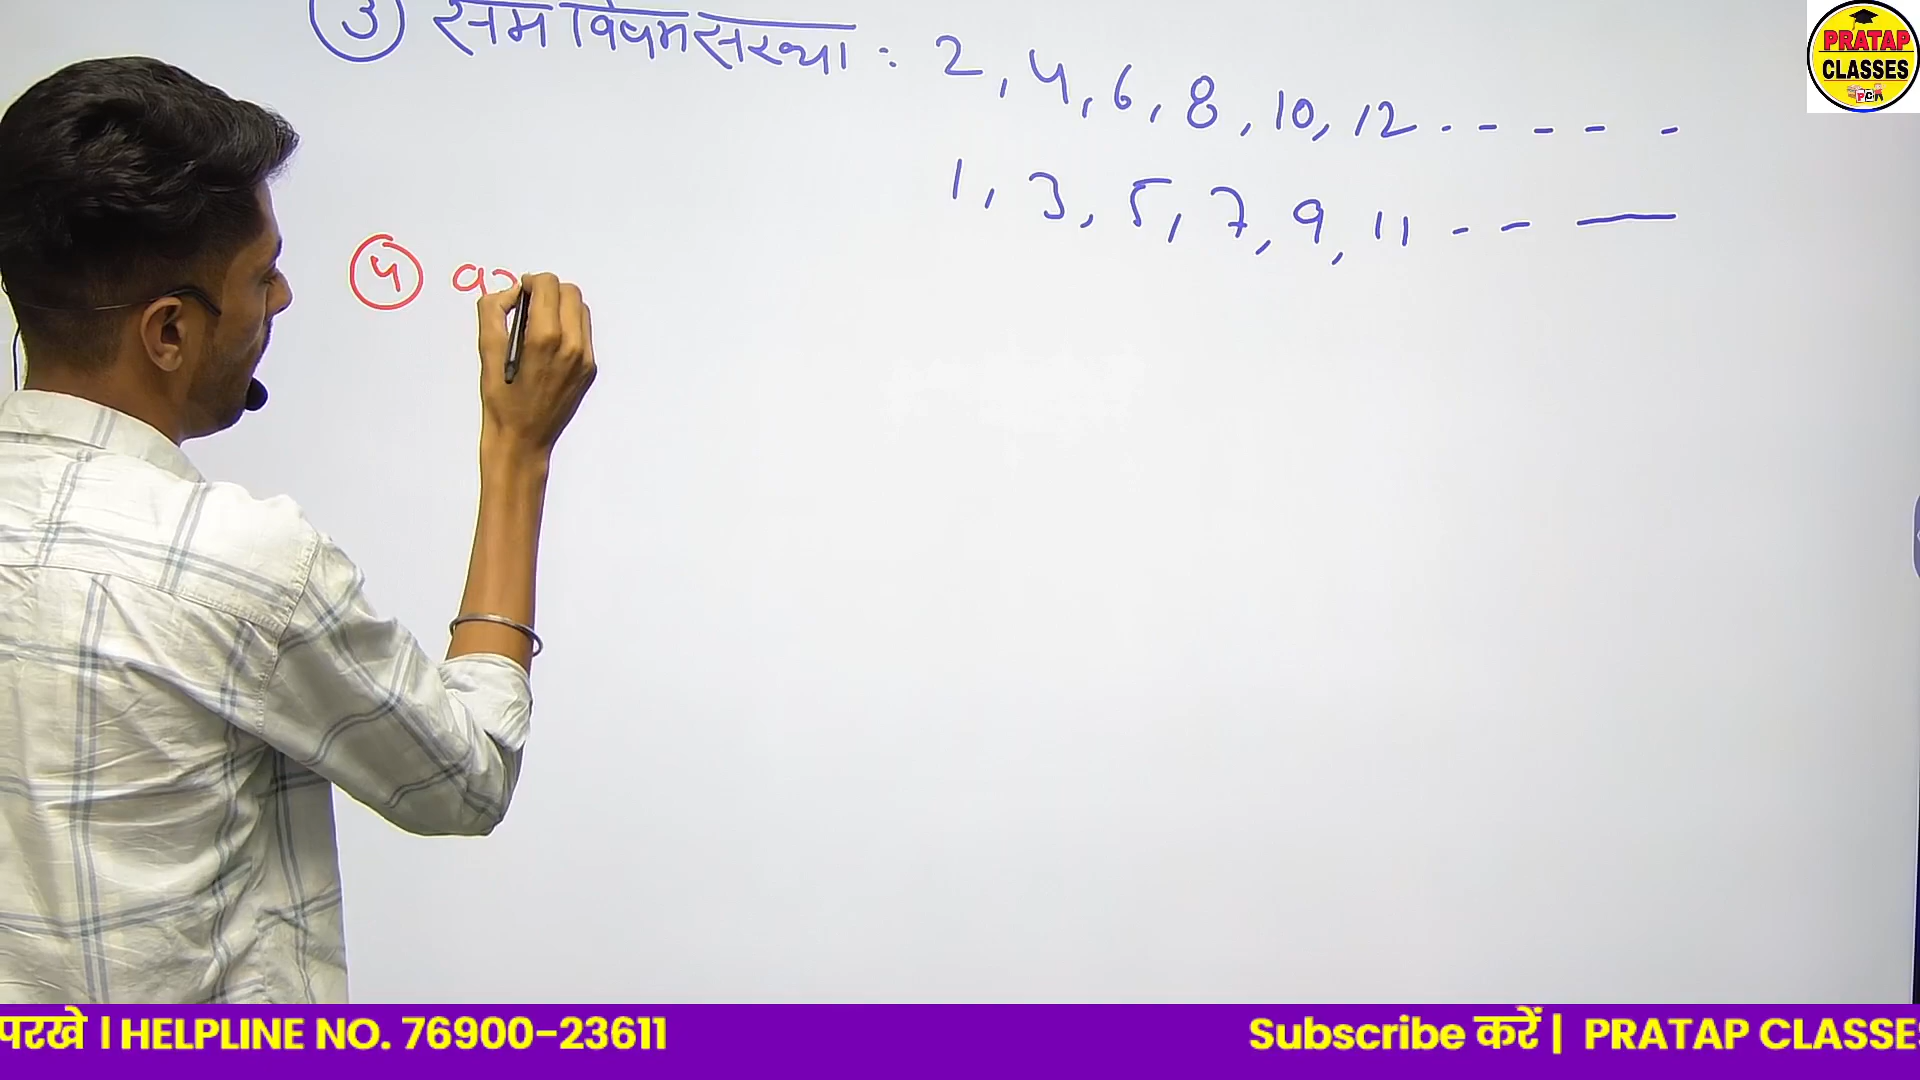 PRATAP
CLASSES
③ सम विषम संख्या : 2, 4, 6, 8, 10, 12 - - - - -
1, 3, 5, 7, 9, 11 - - —
④
परखे । HELPLINE NO. 76900-23611
Subscribe करें | PRATAP CLASSES